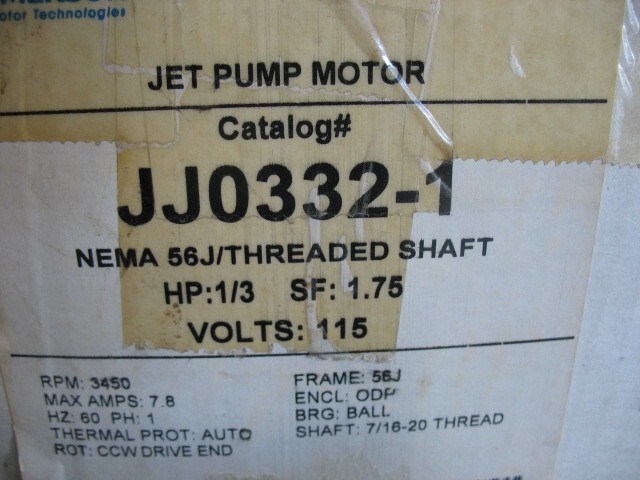 Motor Technologies
JET PUMP MOTOR
Catalog#
JJ0332-1
NEMA 56J/THREADED SHAFT
HP:1/3 SF: 1.75
VOLTS: 115
RPM: 3450
MAX AMPS: 7.8
HZ: 60 PH: 1
THERMAL PROT: AUTO
ROT: CCW DRIVE END
FRAME: 56J
ENCL: ODP
BRG: BALL
SHAFT: 7/16-20 THREAD